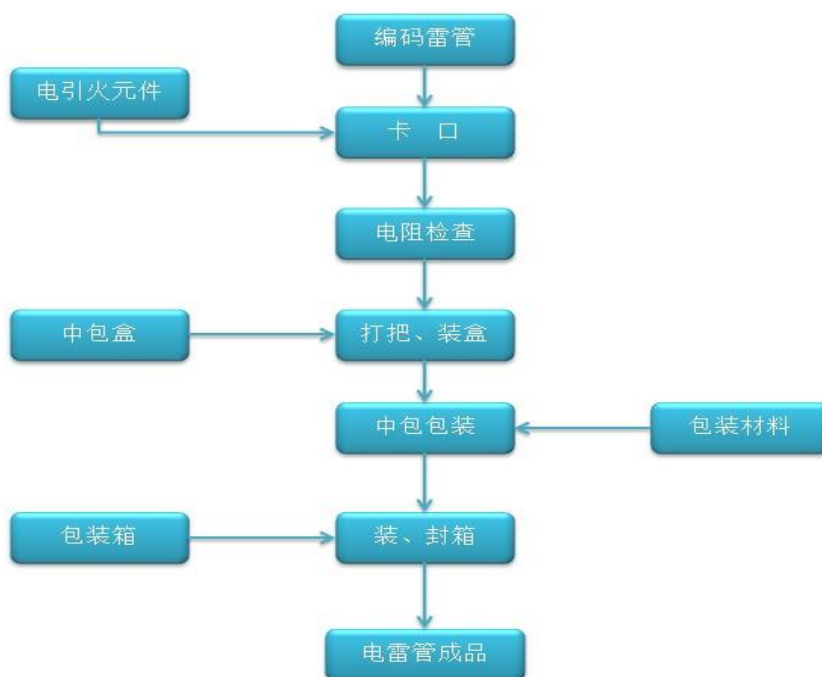 编码雷管
电引火元件
卡 口
电阻检查
中包盒
打把、装盒
中包包装
包装材料
包装箱
装、封箱
电雷管成品